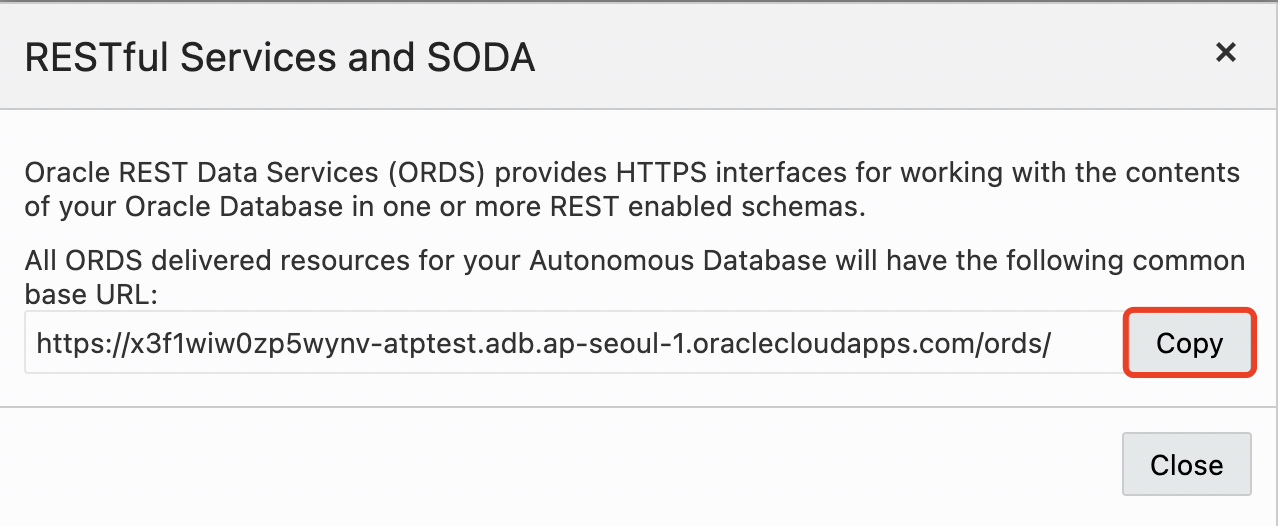 RESTful Services and SODA
×
Oracle REST Data Services (ORDS) provides HTTPS interfaces for working with the contents
of your Oracle Database in one or more REST enabled schemas.
All ORDS delivered resources for your Autonomous Database will have the following common
base URL:
https://x3f1wiw0zp5wynv-atptest.adb.ap-seoul-1.oraclecloudapps.com/ords/ Copy
Close